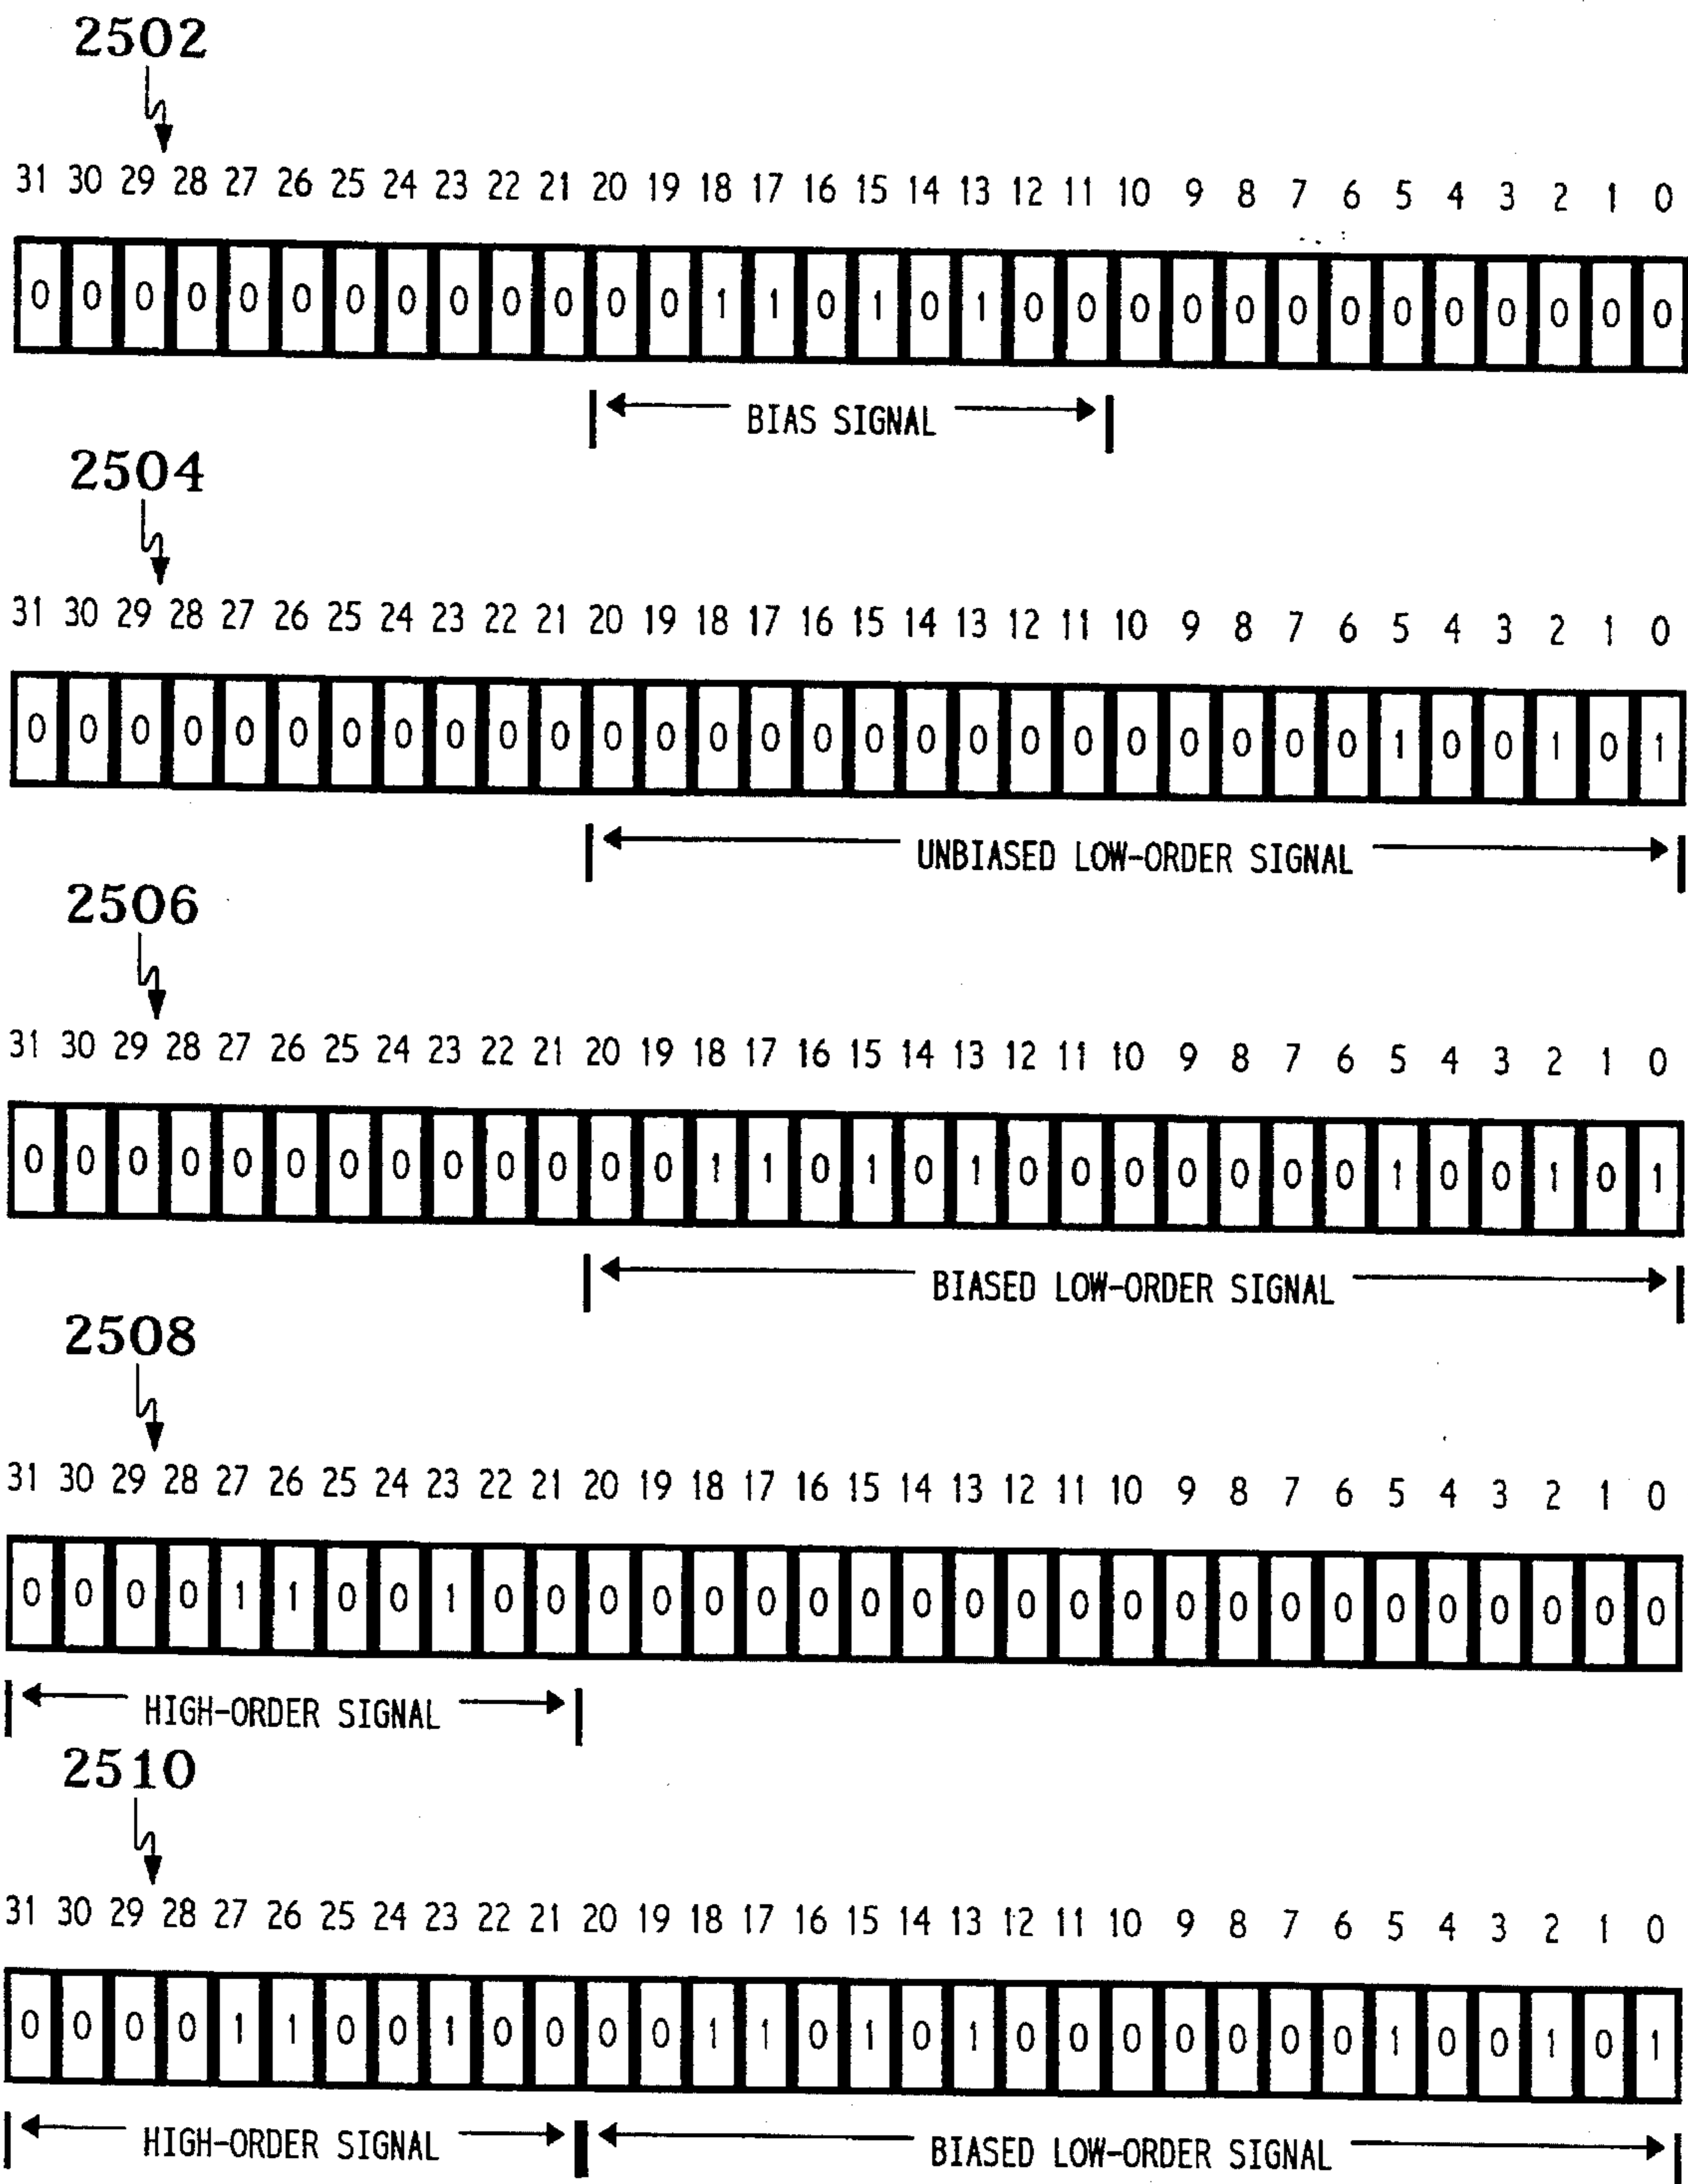 2502
31 30 29 28 27 26 25 24 23 22 21 20 19 18 17 16 15 14 13 12 11 10 9 8 7 6 5 4 3 2 1 0
0 0 0 0 0 0 0 0 0 0 0 0 0 1 1 0 1 0 1 0 0 0 0 0 0 0 0 0 0 0 0 0
BIAS SIGNAL
2504
31 30 29 28 27 26 25 24 23 22 21 20 19 18 17 16 15 14 13 12 11 10 9 8 7 6 5 4 3 2 1 0
0 0 0 0 0 0 0 0 0 0 0 0 0 0 0 0 0 0 0 0 0 0 0 0 0 0 1 0 0 1 0 1
UNBIASED LOW-ORDER SIGNAL
2506
31 30 29 28 27 26 25 24 23 22 21 20 19 18 17 16 15 14 13 12 11 10 9 8 7 6 5 4 3 2 1 0
0 0 0 0 0 0 0 0 0 0 0 0 0 1 1 0 1 0 1 0 0 0 0 0 0 0 1 0 0 1 0 1
BIASED LOW-ORDER SIGNAL
2508
31 30 29 28 27 26 25 24 23 22 21 20 19 18 17 16 15 14 13 12 11 10 9 8 7 6 5 4 3 2 1 0
0 0 0 0 1 1 0 0 1 0 0 0 0 0 0 0 0 0 0 0 0 0 0 0 0 0 0 0 0 0 0 0
HIGH-ORDER SIGNAL
2510
31 30 29 28 27 26 25 24 23 22 21 20 19 18 17 16 15 14 13 12 11 10 9 8 7 6 5 4 3 2 1 0
0 0 0 0 1 1 0 0 1 0 0 0 0 1 1 0 1 0 1 0 0 0 0 0 0 0 1 0 0 1 0 1
HIGH-ORDER SIGNAL BIASED LOW-ORDER SIGNAL